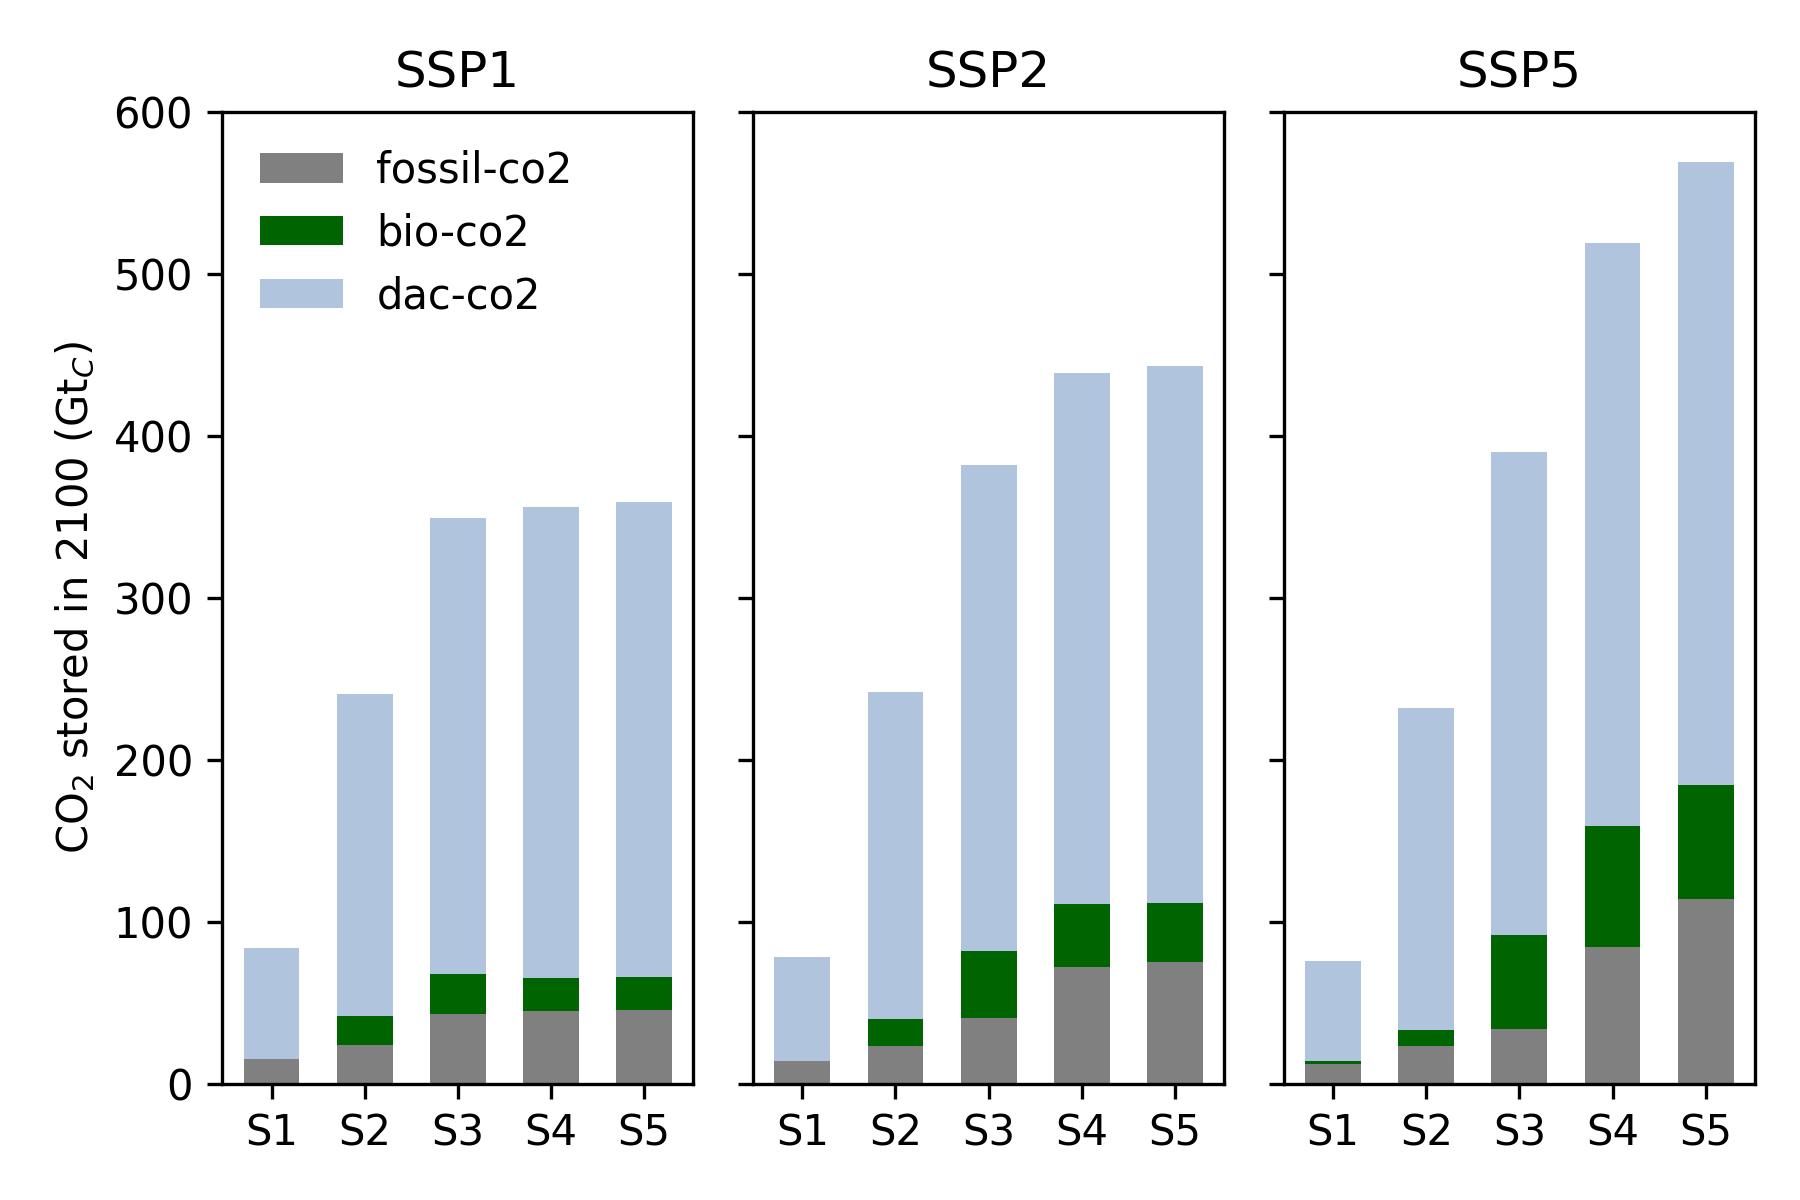 SSP1
SSP2
SSP5
600
500
400
300
200
100
0
CO₂ stored in 2100 (Gt_C)
fossil-co2
bio-co2
dac-co2
S1 S2 S3 S4 S5
S1 S2 S3 S4 S5
S1 S2 S3 S4 S5